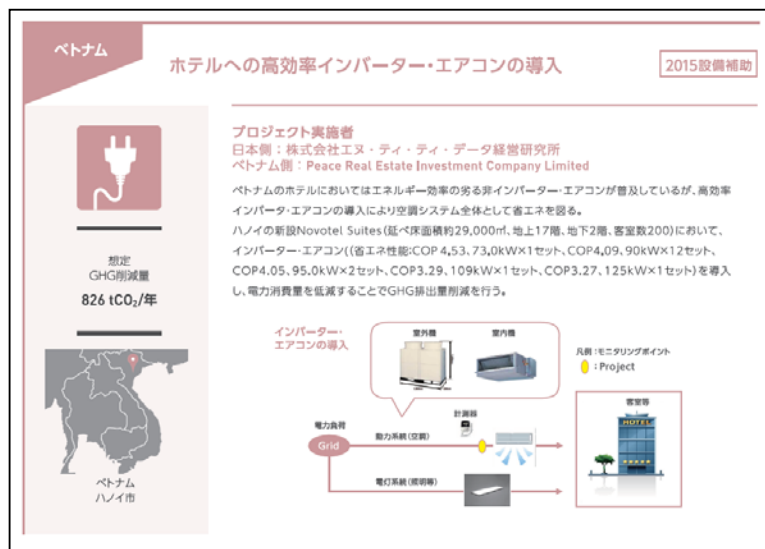 ベトナム
ホテルへの高効率インバーター・エアコンの導入
2015設備補助
プロジェクト実施者
日本側：株式会社エヌ・ティ・ティ・データ経営研究所
ベトナム側：Peace Real Estate Investment Company Limited
ベトナムのホテルにおいてはエネルギー効率の劣る非インバーター・エアコンが普及しているが、高効率
インバータ・エアコンの導入により空調システム全体として省エネを図る。
ハノイの新設Novotel Suites（延べ床面積約29,000㎡、地上17階、地下2階、客室数200）において、
インバーター・エアコン（（省エネ性能:COP4.53、73.0kW×1セット、COP4.09、90kW×12セット、
COP4.05、95.0kW×2セット、COP3.29、109kW×1セット、COP3.27、125kW×1セット）を導入
し、電力消費量を低減することでGHG排出量削減を行う。
想定
GHG削減量
826 tCO₂/年
ベトナム
ハノイ市
インバーター・
エアコンの導入
室外機
室内機
凡例：モニタリングポイント
：Project
電力負荷
Grid
動力系統（空調）
計測器
電灯系統（照明等）
客室等
HOTEL